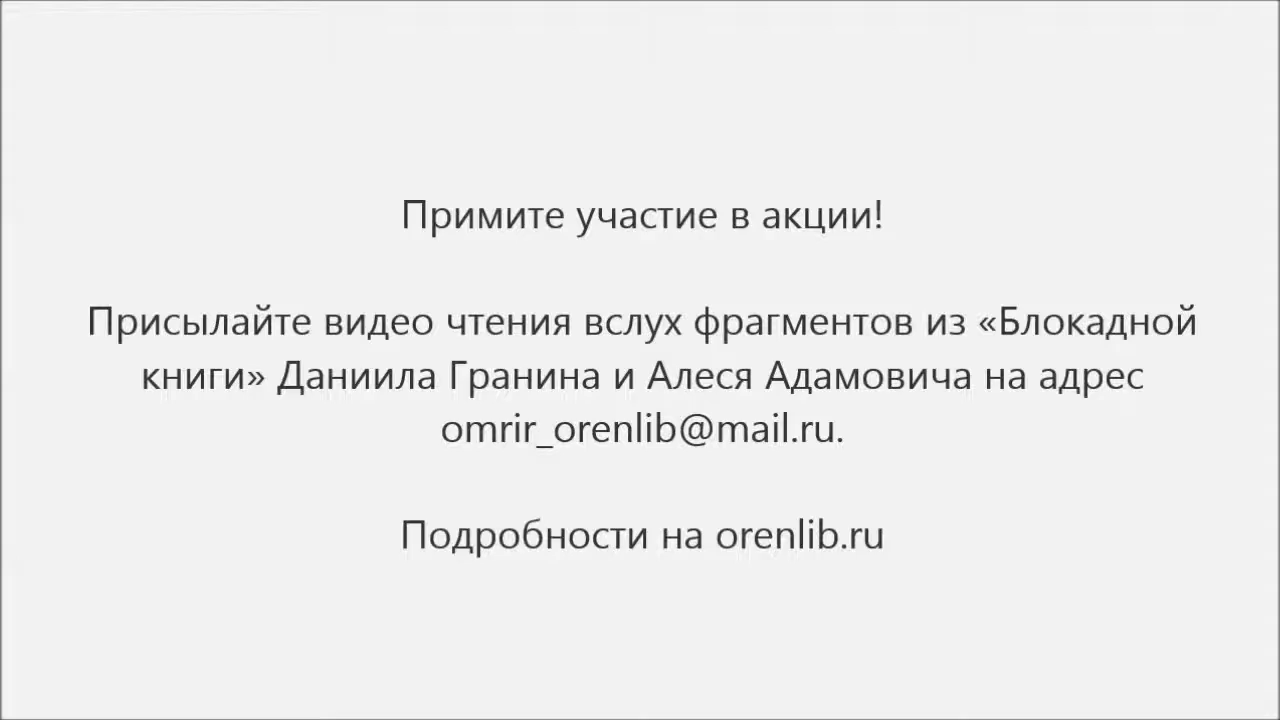 Примите участие в акции!
Присылайте видео чтения вслух фрагментов из «Блокадной
книги» Даниила Гранина и Алеся Адамовича на адрес
omrir_orenlib@mail.ru.
Подробности на orenlib.ru